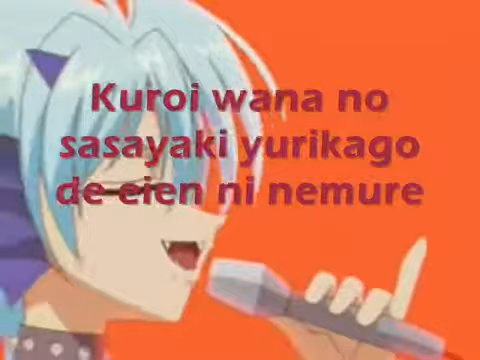 Kuroi wana no
sasayaki yurikago
de eien ni nemure